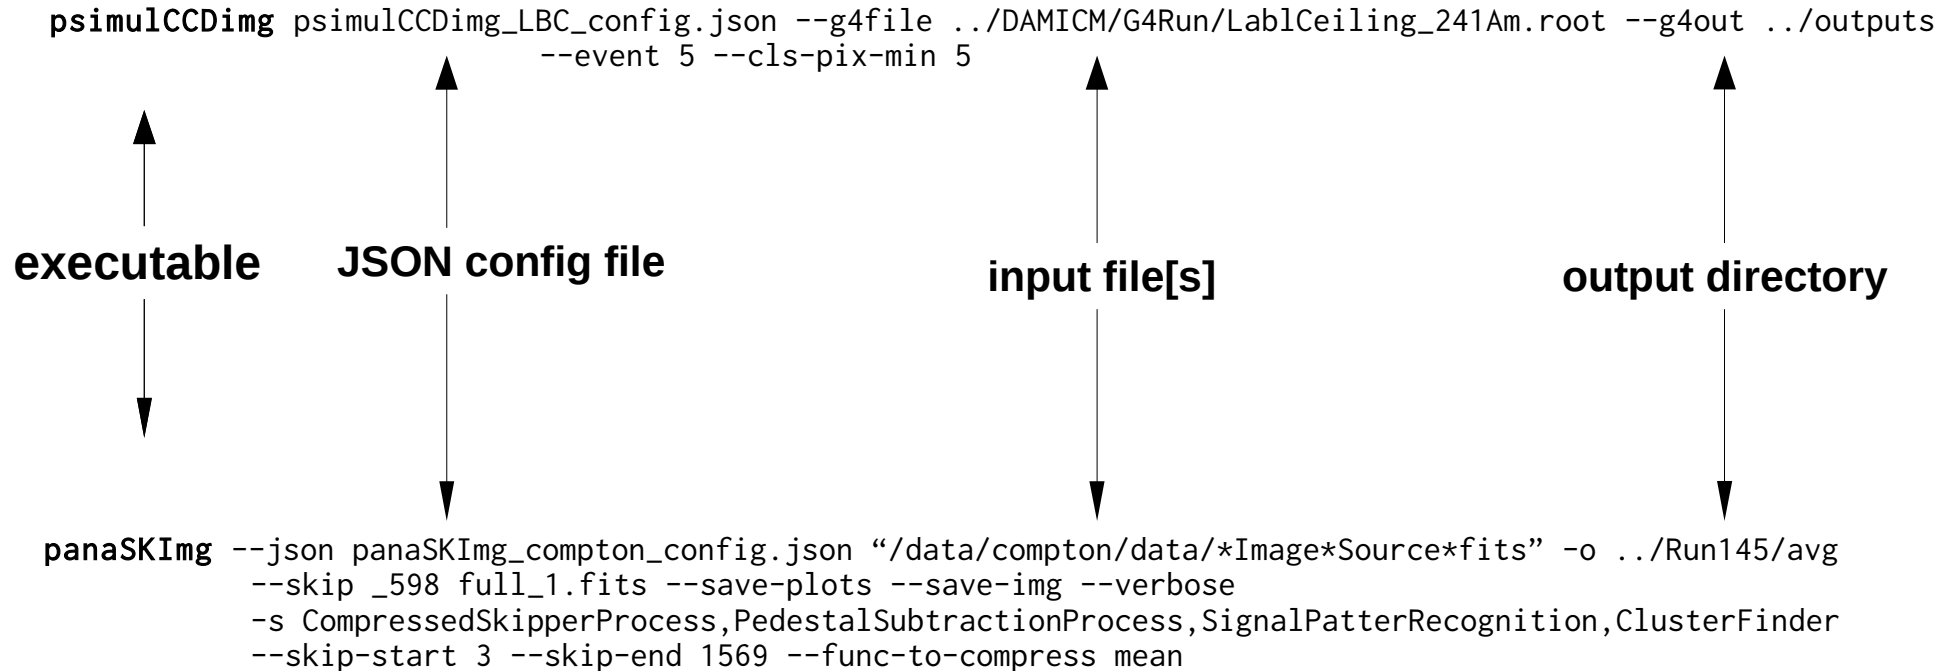 psimulCCDimg psimulCCDimg_LBC_config.json --g4file ../DAMICM/G4Run/LablCeiling_241Am.root --g4out ../outputs
--event 5 --cls-pix-min 5
executable
JSON config file
input file[s]
output directory
panaSKImg --json panaSKImg_compton_config.json “/data/compton/data/*Image*Source*fits” -o ../Run145/avg
--skip _598 full_1.fits --save-plots --save-img --verbose
-s CompressedSkipperProcess,PedestalSubtractionProcess,SignalPatterRecognition,ClusterFinder
--skip-start 3 --skip-end 1569 --func-to-compress mean